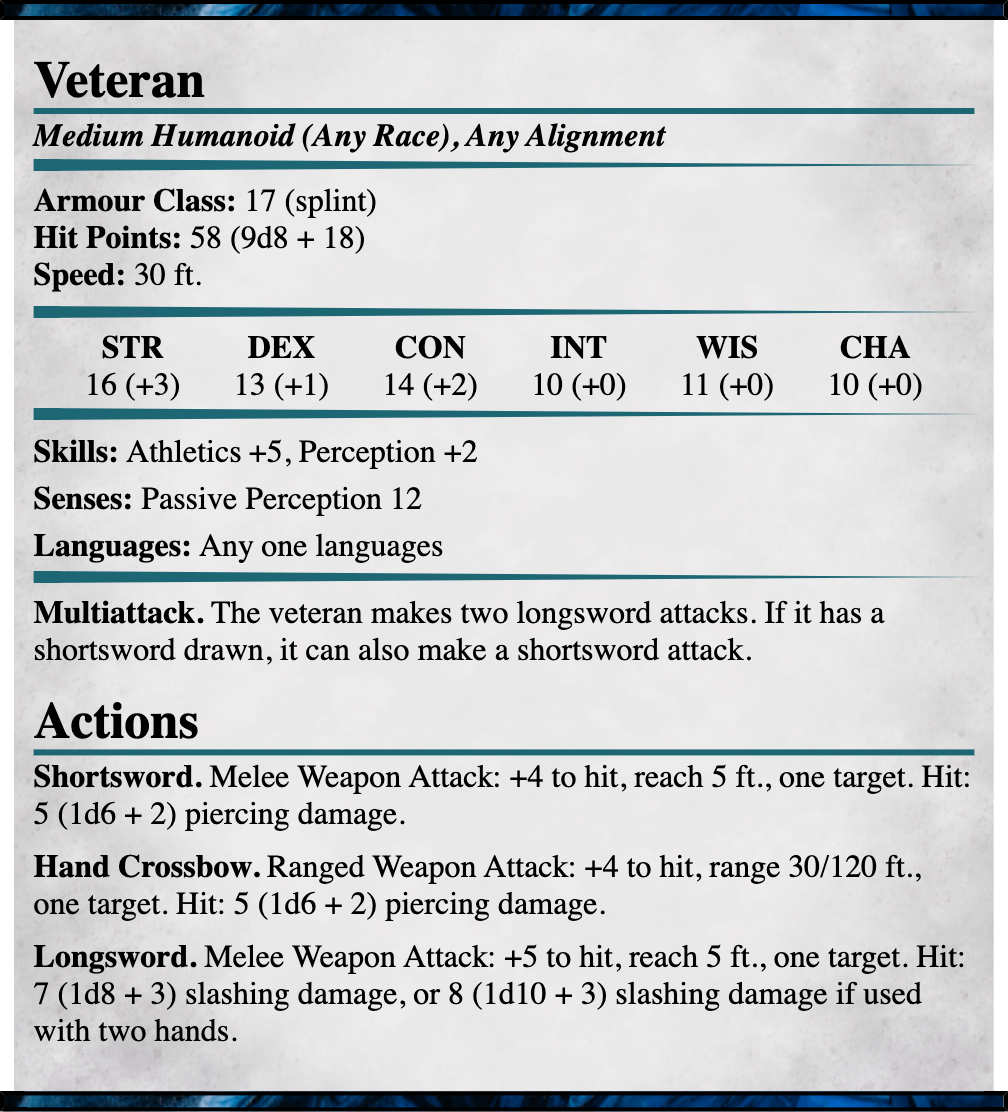 Veteran
Medium Humanoid (Any Race), Any Alignment
Armour Class: 17 (splint)
Hit Points: 58 (9d8 + 18)
Speed: 30 ft.
STR DEX CON INT WIS CHA
16 (+3) 13 (+1) 14 (+2) 10 (+0) 11 (+0) 10 (+0)
Skills: Athletics +5, Perception +2
Senses: Passive Perception 12
Languages: Any one languages
Multiattack. The veteran makes two longsword attacks. If it has a
shortsword drawn, it can also make a shortsword attack.
Actions
Shortsword. Melee Weapon Attack: +4 to hit, reach 5 ft., one target. Hit:
5 (1d6 + 2) piercing damage.
Hand Crossbow. Ranged Weapon Attack: +4 to hit, range 30/120 ft.,
one target. Hit: 5 (1d6 + 2) piercing damage.
Longsword. Melee Weapon Attack: +5 to hit, reach 5 ft., one target. Hit:
7 (1d8 + 3) slashing damage, or 8 (1d10 + 3) slashing damage if used
with two hands.